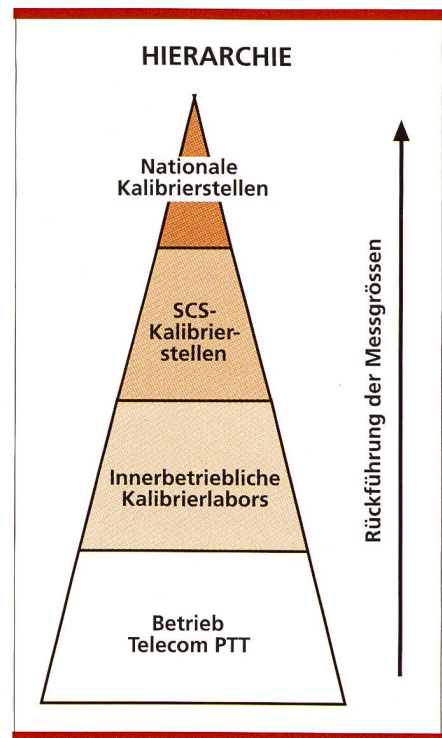 HIERARCHIE
Nationale
Kalibrierstellen
SCS-
Kalibrier-
stellen
Innerbetriebliche
Kalibrierlabors
Betrieb
Telecom PTT
Rückführung der Messgrössen